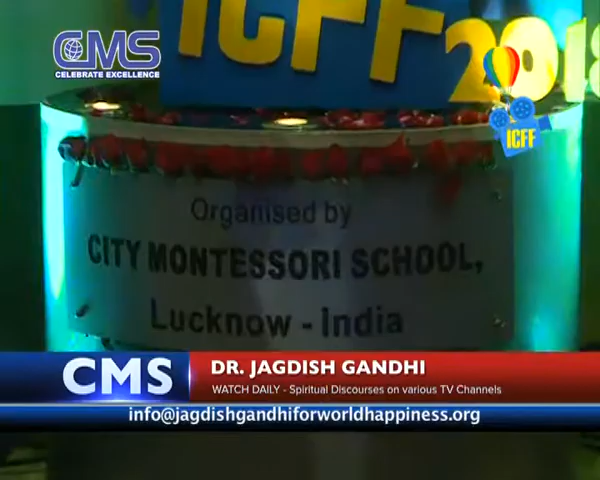 CMS
CELEBRATE EXCELLENCE
ICFF 2018
ICFF
Organised by
CITY MONTESSORI SCHOOL,
Lucknow - India
CMS
DR. JAGDISH GANDHI
WATCH DAILY - Spiritual Discourses on various TV Channels
info@jagdishgandhiforworldhappiness.org